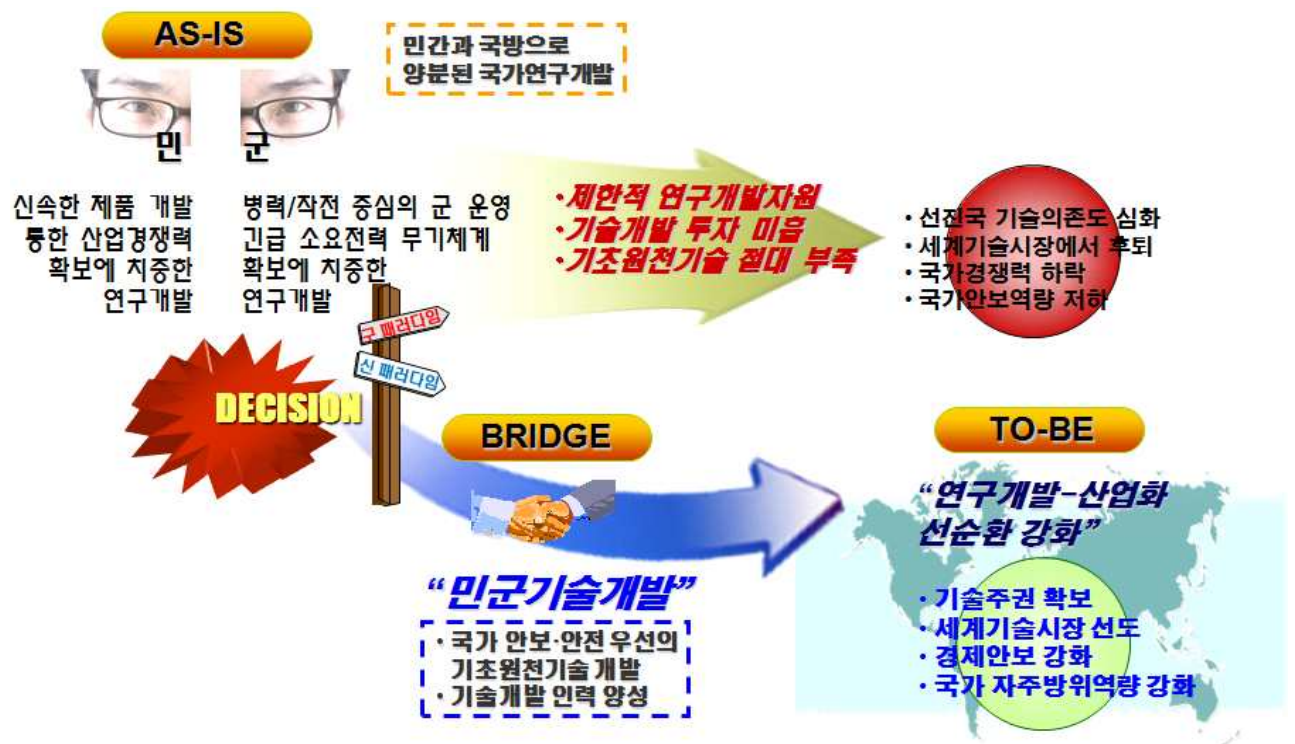 AS-IS
민간과 국방으로
양분된 국가연구개발
민
군
신속한 제품 개발
통한 산업경쟁력
확보에 치중한
연구개발
병력/작전 중심의 군 운영
긴급 소요전력 무기체계
확보에 치중한
연구개발
·제한적 연구개발자원
·기술개발 투자 미흡
·기초원천기술 절대 부족
• 선진국 기술의존도 심화
• 세계기술시장에서 후퇴
• 국가경쟁력 하락
• 국가안보역량 저하
구 패러다임
신 패러다임
DECISION
BRIDGE
“민군기술개발”
· 국가 안보·안전 우선의
기초원천기술 개발
· 기술개발 인력 양성
TO-BE
“연구개발-산업화
선순환 강화”
· 기술주권 확보
· 세계기술시장 선도
· 경제안보 강화
· 국가 자주방위역량 강화